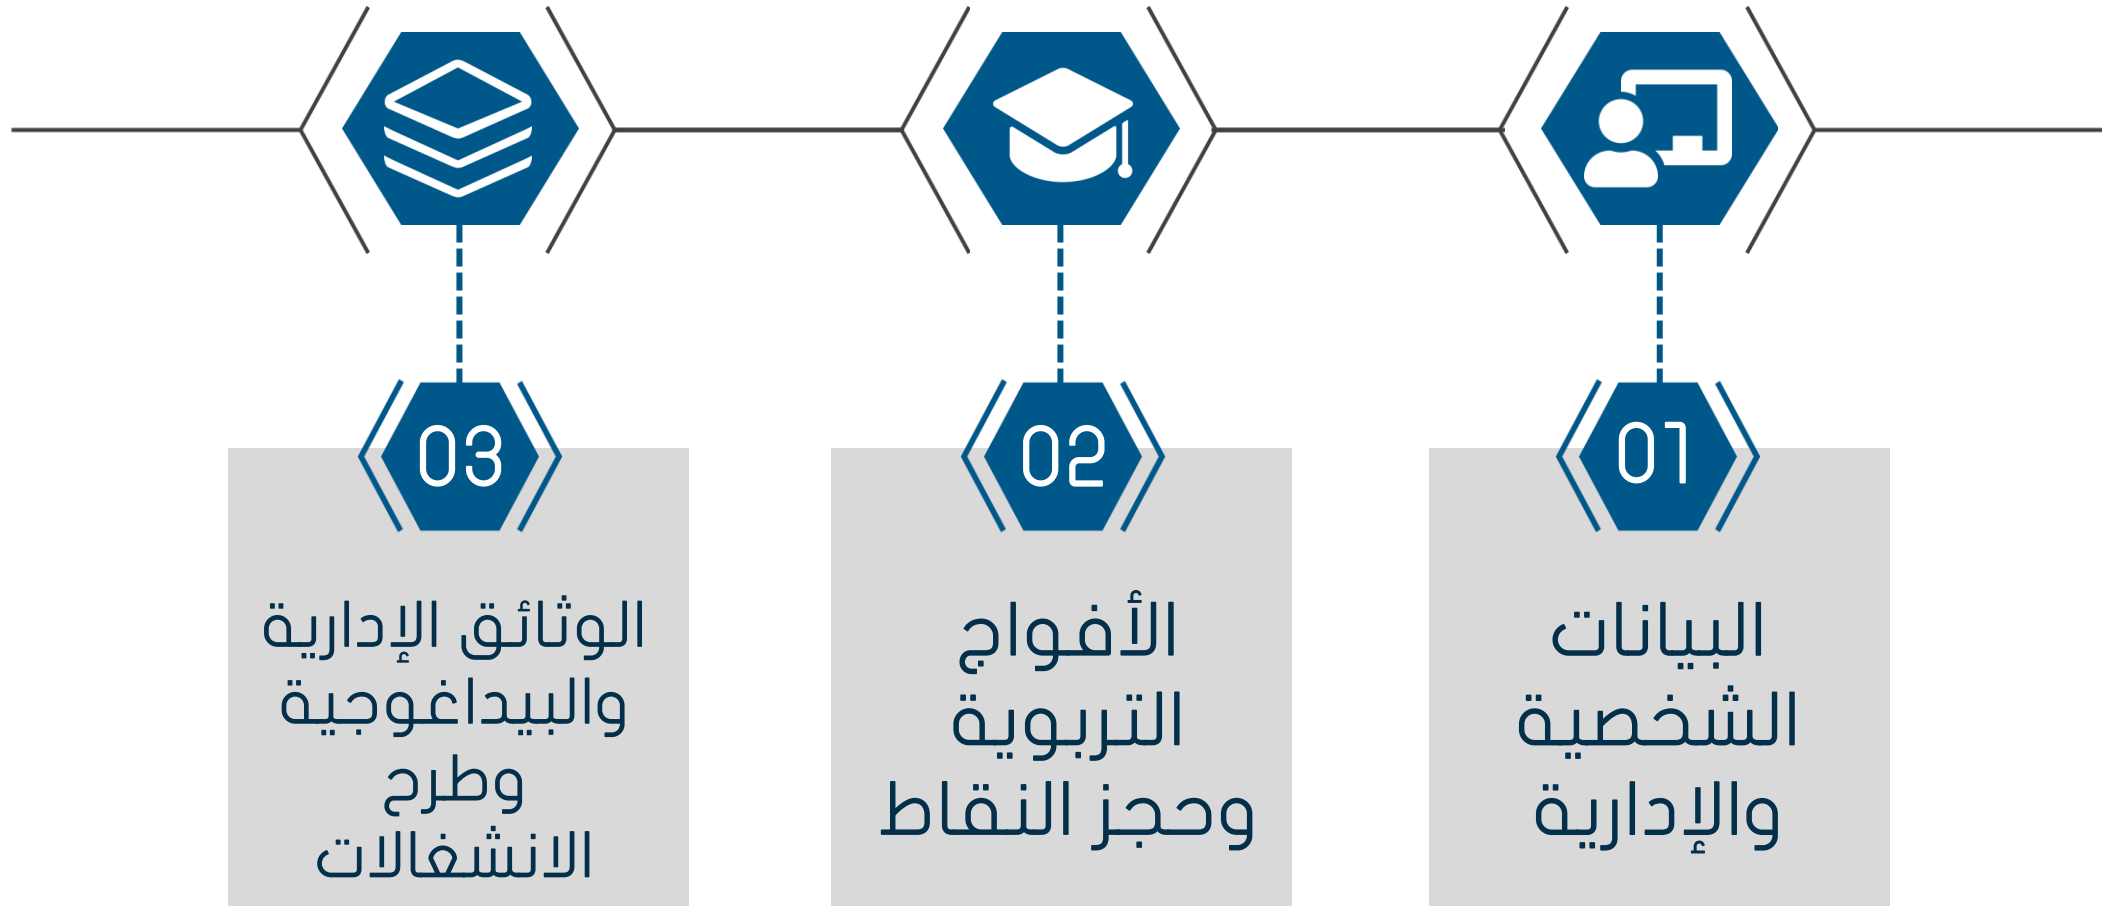 01
البيانات
الشخصية
والإدارية
02
الأفواج
التربوية
وحجز النقاط
03
الوثائق الإدارية
والبيداغوجية
وطرح
الانشغالات